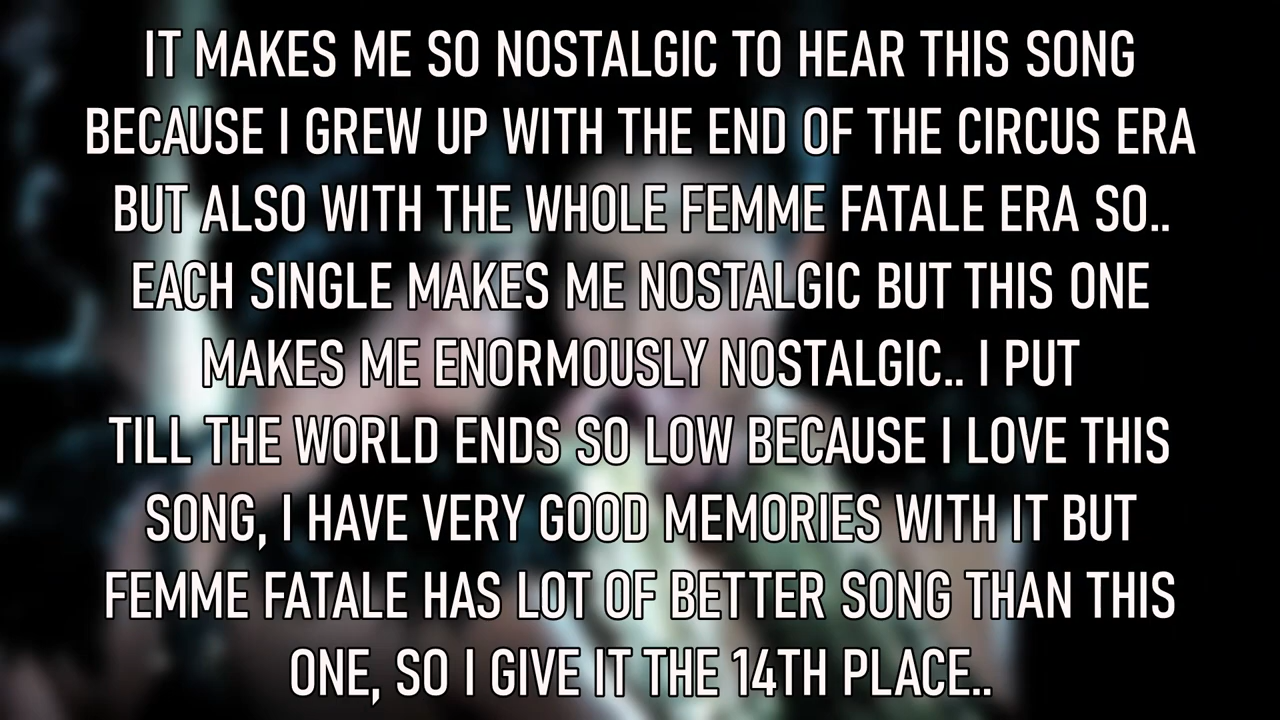 IT MAKES ME SO NOSTALGIC TO HEAR THIS SONG
BECAUSE I GREW UP WITH THE END OF THE CIRCUS ERA
BUT ALSO WITH THE WHOLE FEMME FATALE ERA SO..
EACH SINGLE MAKES ME NOSTALGIC BUT THIS ONE
MAKES ME ENORMOUSLY NOSTALGIC.. I PUT
TILL THE WORLD ENDS SO LOW BECAUSE I LOVE THIS
SONG, I HAVE VERY GOOD MEMORIES WITH IT BUT
FEMME FATALE HAS LOT OF BETTER SONG THAN THIS
ONE, SO I GIVE IT THE 14TH PLACE..